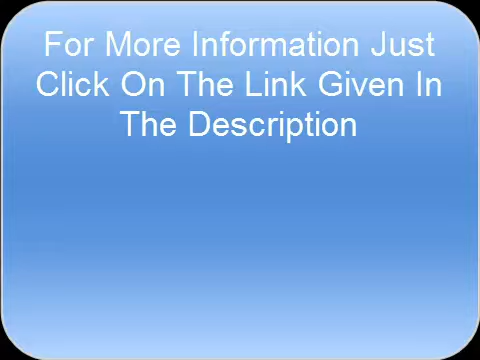 For More Information Just
Click On The Link Given In
The Description